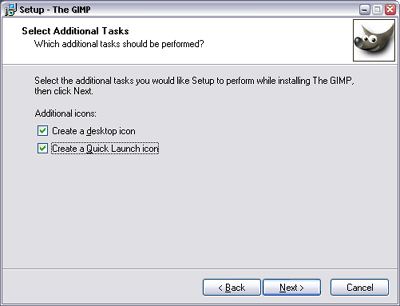 Setup - The GIMP
Select Additional Tasks
Which additional tasks should be performed?
Select the additional tasks you would like Setup to perform while installing The GIMP,
then click Next.
Additional icons:
Create a desktop icon
Create a Quick Launch icon
< Back
Next >
Cancel